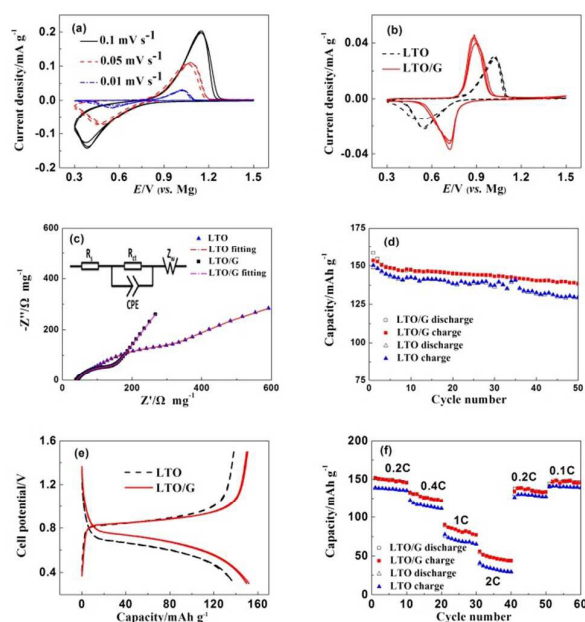 (a)
0.1 mV s-1
0.05 mV s-1
0.01 mV s-1
Current density/mA g-1
0.2
0.1
0.0
-0.1
-0.2
0.3 0.6 0.9 1.2 1.5
E/V (vs. Mg)
(b)
LTO
LTO/G
Current density/mA g-1
0.04
0.00
-0.04
0.3 0.6 0.9 1.2 1.5
E/V (vs. Mg)
(c)
LTO
LTO fitting
LTO/G
LTO/G fitting
CPE
-Z''/Ω mg-1
600
400
200
0
0 200 400 600
Z'/Ω mg-1
(d)
LTO/G discharge
LTO/G charge
LTO discharge
LTO charge
Capacity/mAh g-1
175
150
125
100
75
0 10 20 30 40 50
Cycle number
(e)
LTO
LTO/G
Cell potential/V
1.6
1.2
0.8
0.4
0 40 80 120 160
Capacity/mAh g-1
(f)
0.2C
0.4C
1C
2C
0.2C
0.1C
LTO/G discharge
LTO/G charge
LTO discharge
LTO charge
Capacity/mAh g-1
200
150
100
50
0
0 10 20 30 40 50 60
Cycle number